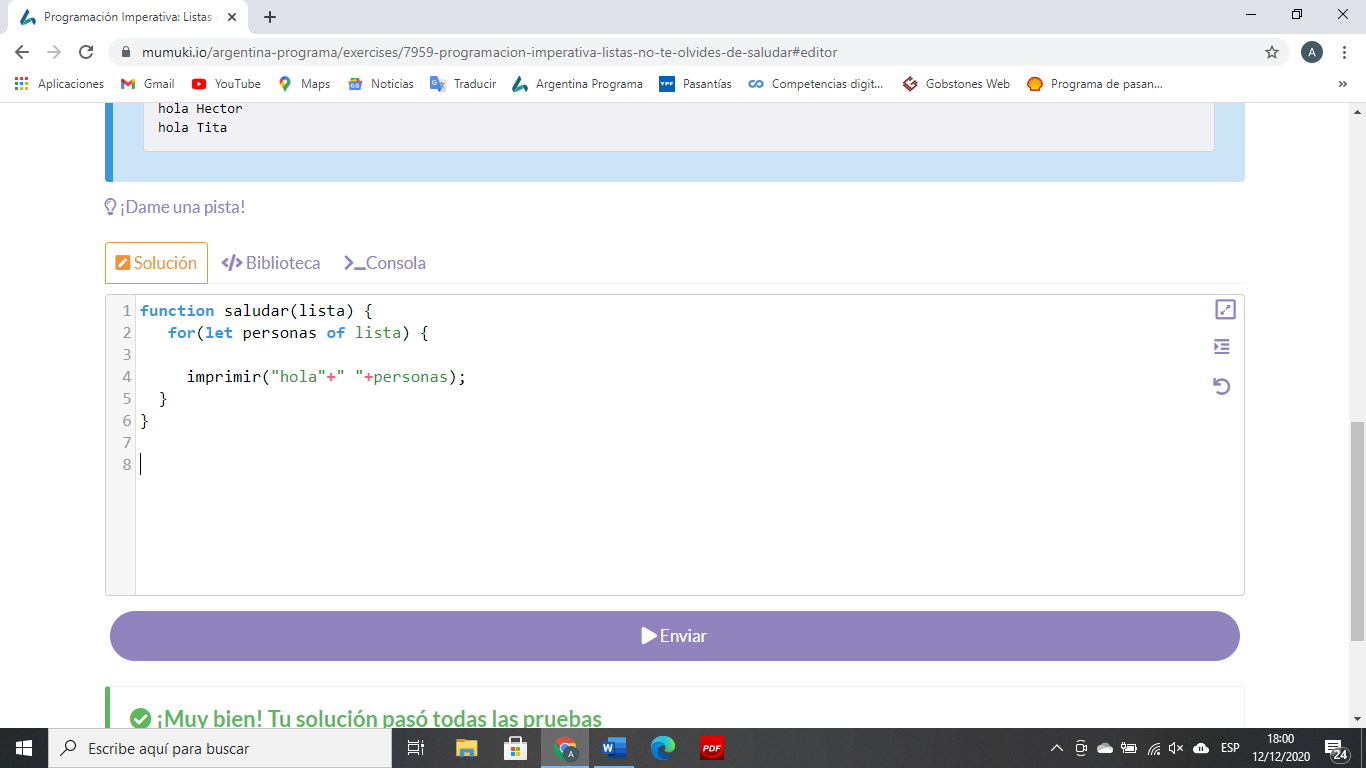 Programación Imperativa: Listas
mumuki.io/argentina-programa/exercises/7959-programacion-imperativa-listas-no-te-olvides-de-saludar#editor
A
Aplicaciones Gmail YouTube Maps Noticias Traducir Argentina Programa YPF Pasantías Competencias digit... Gobstones Web Programa de pasan... »
hola Hector
hola Tita
¡Dame una pista!
Solución </> Biblioteca >_Consola
1 function saludar(lista) {
2 for(let personas of lista) {
3
4 imprimir("hola"+" "+personas);
5 }
6 }
7
8
Enviar
¡Muy bien! Tu solución pasó todas las pruebas
Escribe aquí para buscar
A
W
PDF
ESP
18:00
12/12/2020
24